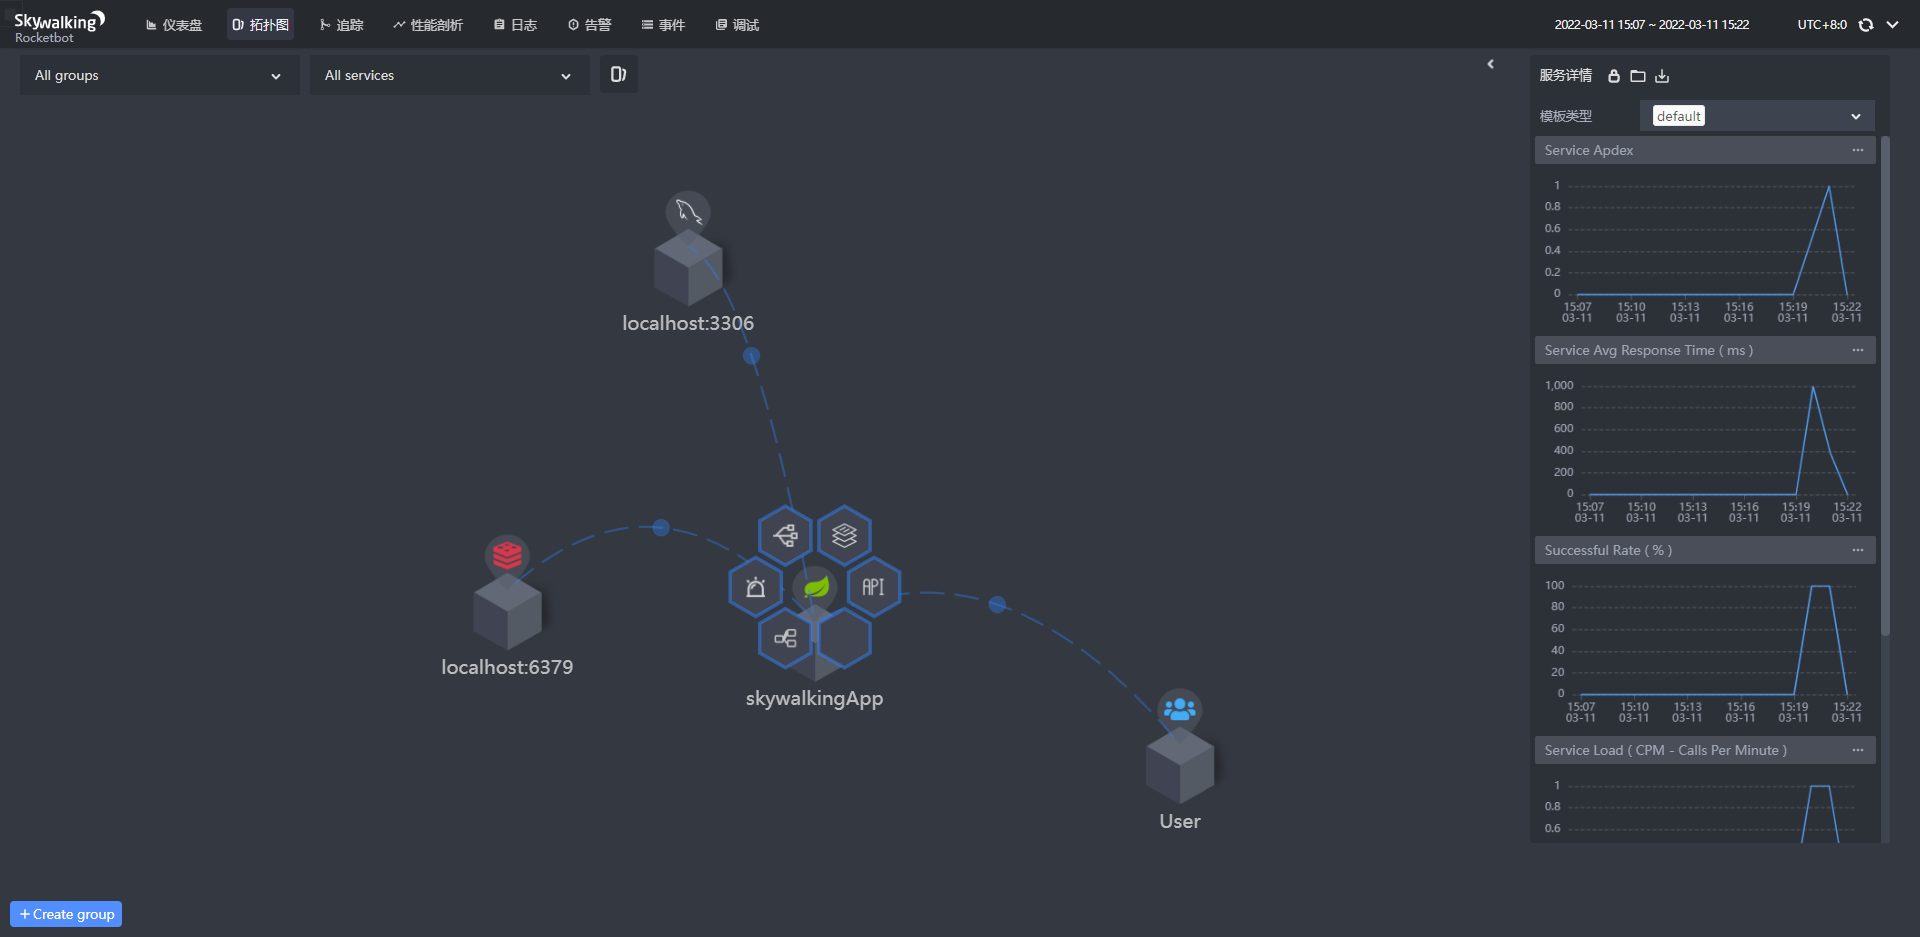 Skywalking
Rocketbot
仪表盘 拓扑图 追踪 性能剖析 日志 告警 事件 调试
2022-03-11 15:07 ~ 2022-03-11 15:22 UTC+8:0
All groups All services
服务详情
模板类型 default
Service Apdex ...
1
0.8
0.6
0.4
0.2
0
15:07 15:10 15:13 15:16 15:19 15:22
03-11 03-11 03-11 03-11 03-11 03-11
Service Avg Response Time ( ms ) ...
1,000
800
600
400
200
0
15:07 15:10 15:13 15:16 15:19 15:22
03-11 03-11 03-11 03-11 03-11 03-11
Successful Rate ( % ) ...
100
80
60
40
20
0
15:07 15:10 15:13 15:16 15:19 15:22
03-11 03-11 03-11 03-11 03-11 03-11
Service Load ( CPM - Calls Per Minute ) ...
1
0.8
0.6
localhost:3306
API
localhost:6379
skywalkingApp
User
+ Create group